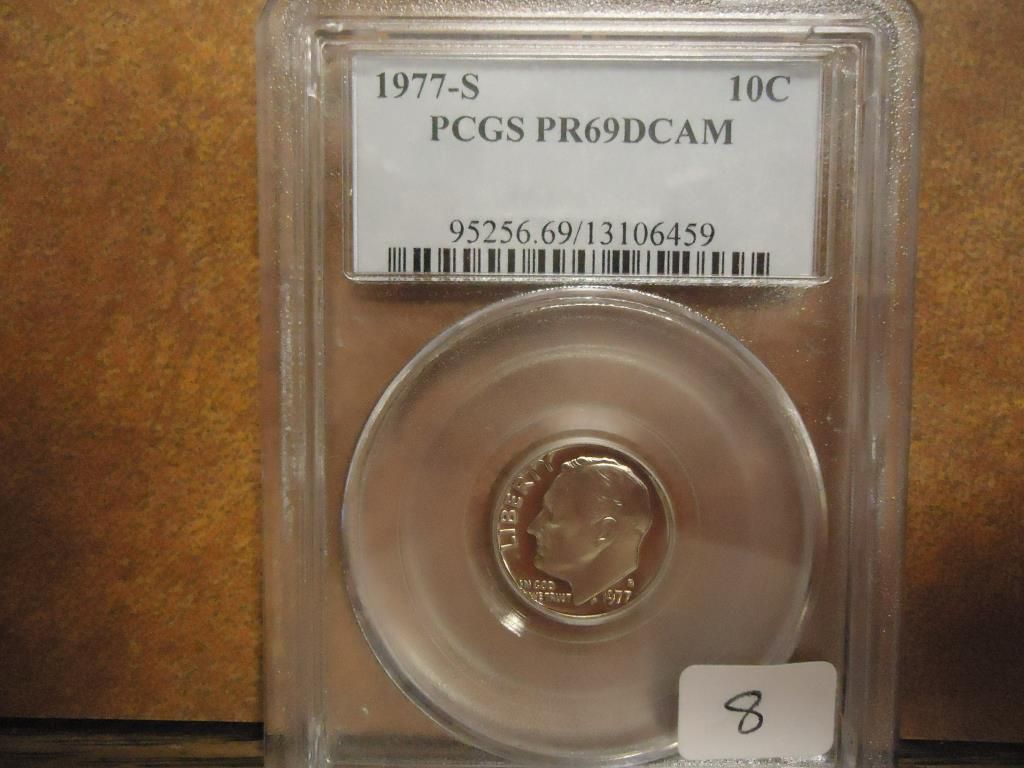 1977-S 10C
PCGS PR69DCAM
95256.69/13106459
LIBERTY
IN GOD
WE TRUST
S
1977
8